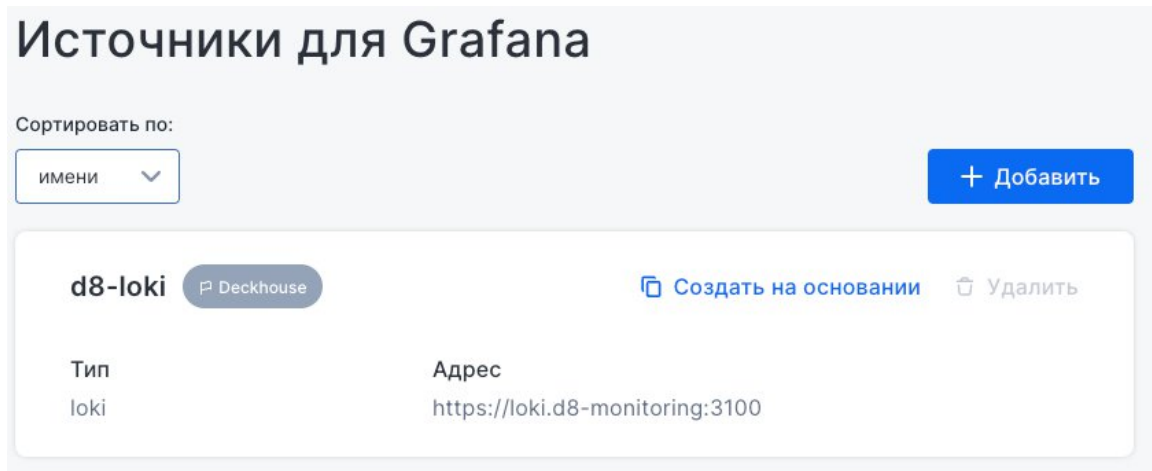 Источники для Grafana
Сортировать по:
имени
+ Добавить
d8-loki Deckhouse Создать на основании Удалить
Тип Адрес
loki https://loki.d8-monitoring:3100